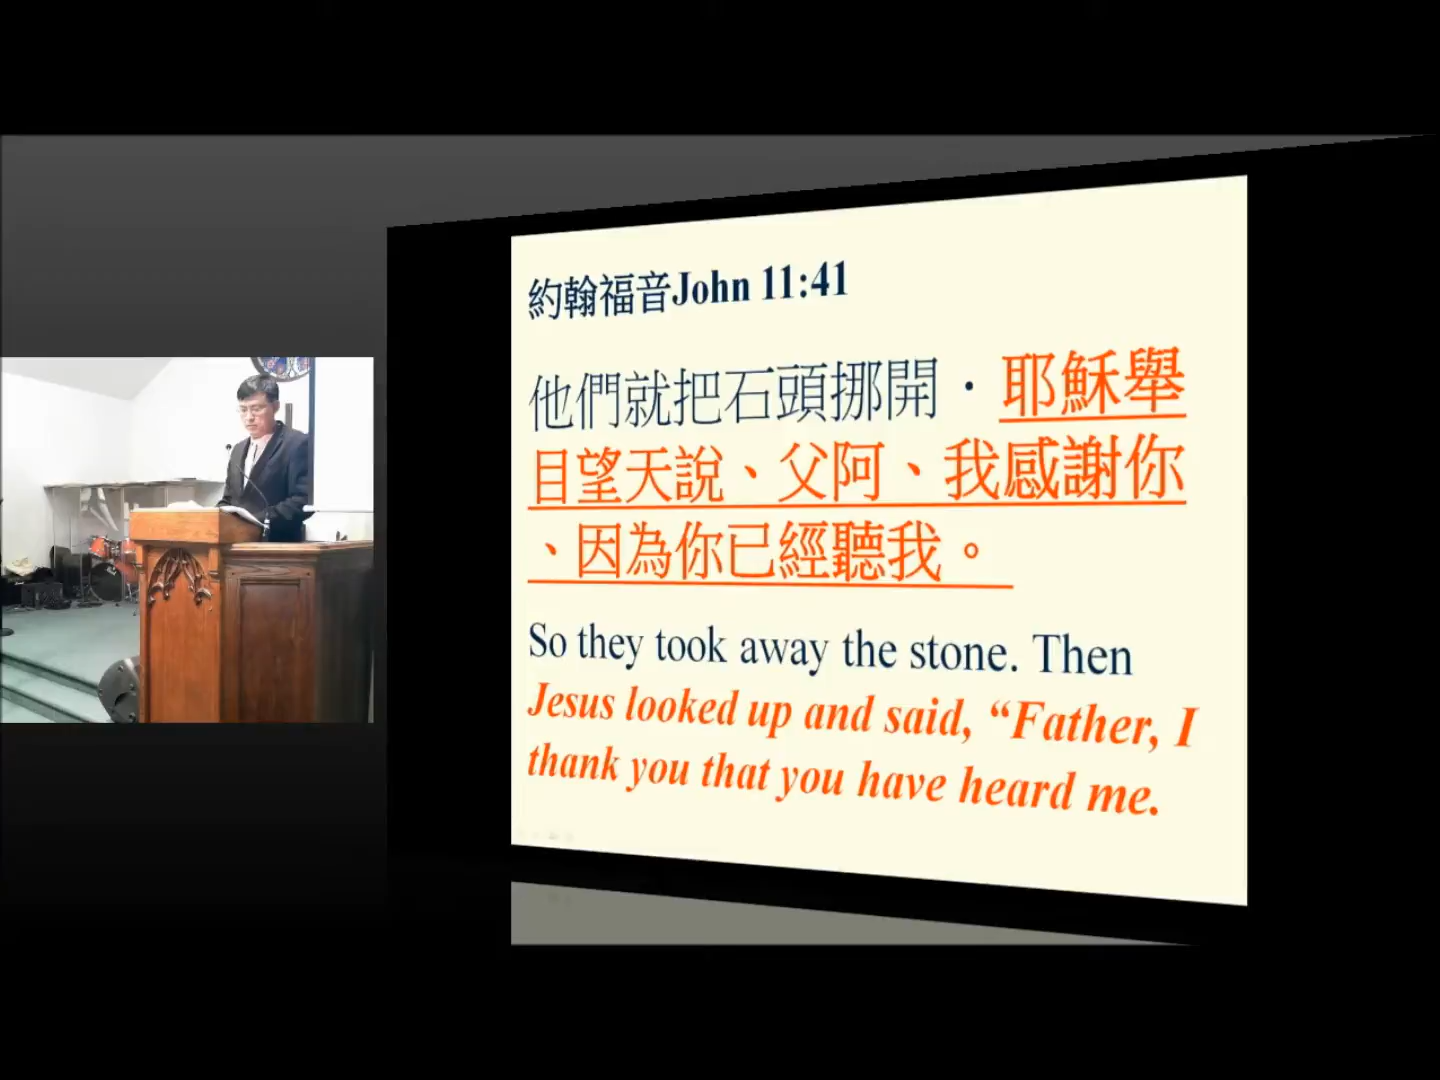 約翰福音John 11:41
他們就把石頭挪開．耶穌舉
目望天說、父阿、我感謝你
、因為你已經聽我。
So they took away the stone. Then
Jesus looked up and said, “Father, I
thank you that you have heard me.